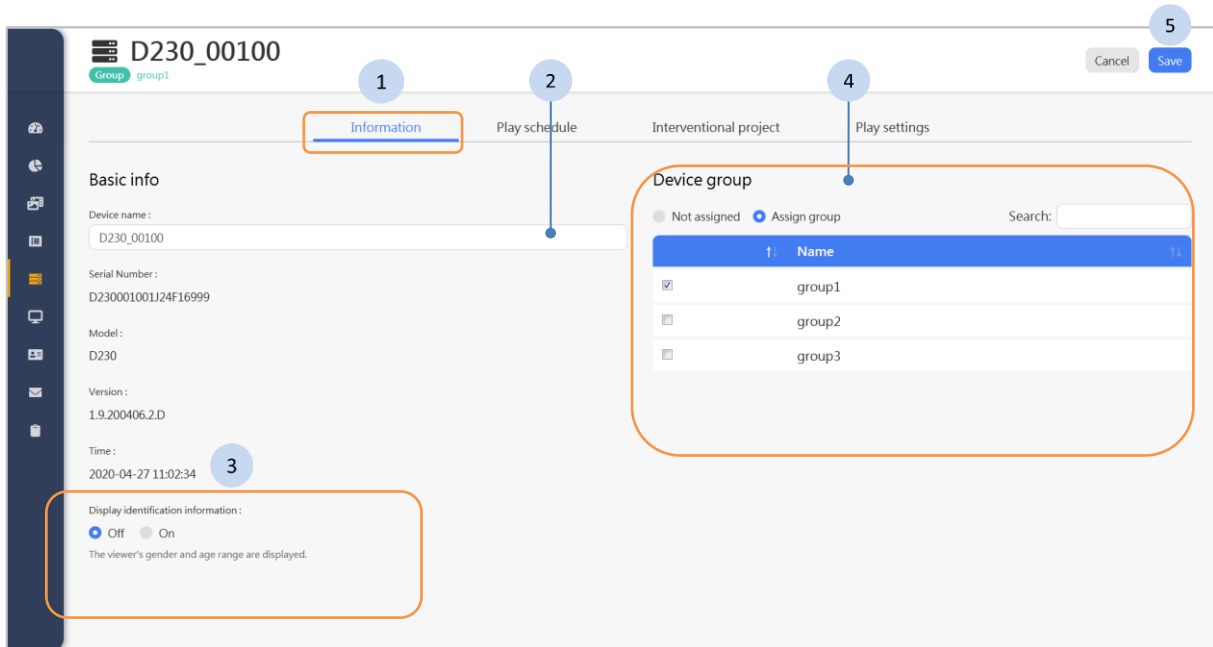 5
D230_00100
Group group1
Cancel Save
1 2 4
Information Play schedule Interventional project Play settings
Basic info
Device name :
D230_00100
Serial Number :
D230001001J24F16999
Model :
D230
Version :
1.9.200406.2.D
Time :
2020-04-27 11:02:34
3
Display identification information :
Off On
The viewer's gender and age range are displayed.
Device group
Not assigned Assign group Search:
Name
group1
group2
group3